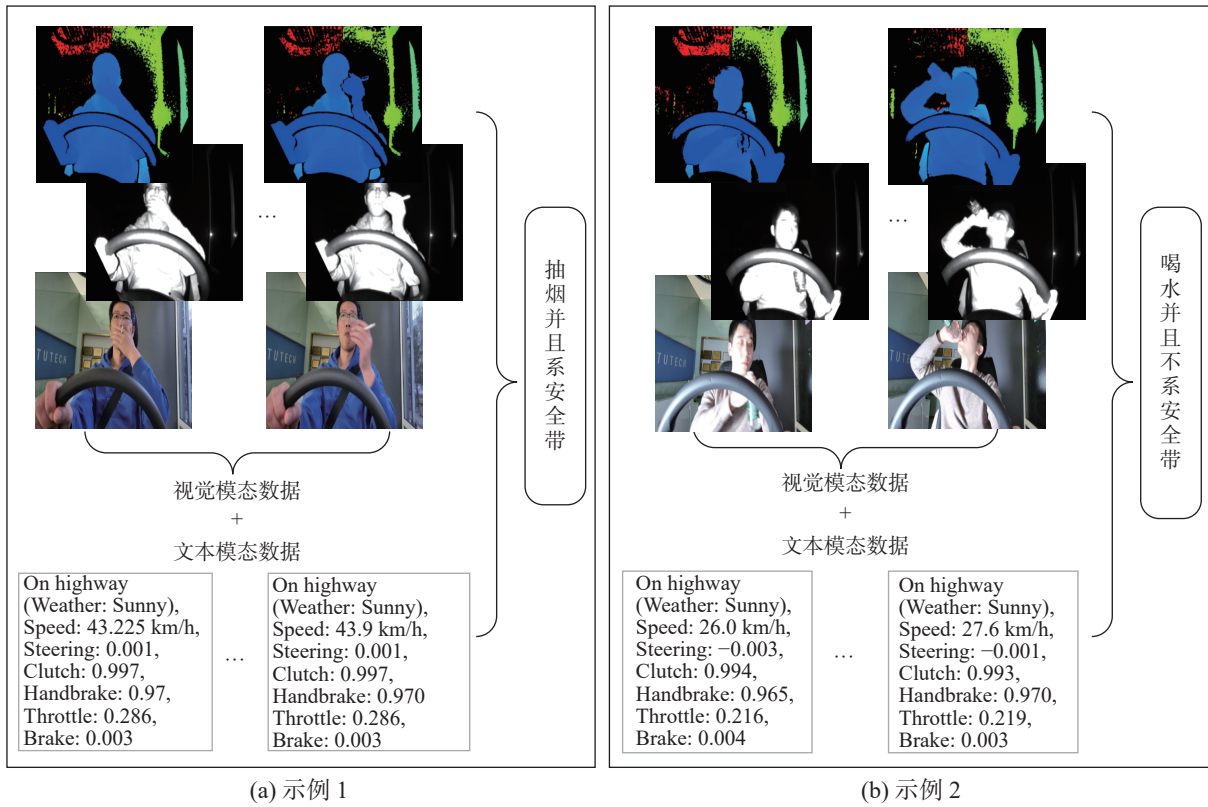 …
TUTECH
TUTECH
抽烟并且系安全带
视觉模态数据
+
文本模态数据
On highway
(Weather: Sunny),
Speed: 43.225 km/h,
Steering: 0.001,
Clutch: 0.997,
Handbrake: 0.97,
Throttle: 0.286,
Brake: 0.003
…
On highway
(Weather: Sunny),
Speed: 43.9 km/h,
Steering: 0.001,
Clutch: 0.997,
Handbrake: 0.970
Throttle: 0.286,
Brake: 0.003
(a) 示例 1
…
TUTECH
TUTECH
喝水并且不系安全带
视觉模态数据
+
文本模态数据
On highway
(Weather: Sunny),
Speed: 26.0 km/h,
Steering: −0.003,
Clutch: 0.994,
Handbrake: 0.965,
Throttle: 0.216,
Brake: 0.004
…
On highway
(Weather: Sunny),
Speed: 27.6 km/h,
Steering: −0.001,
Clutch: 0.993,
Handbrake: 0.970,
Throttle: 0.219,
Brake: 0.003
(b) 示例 2